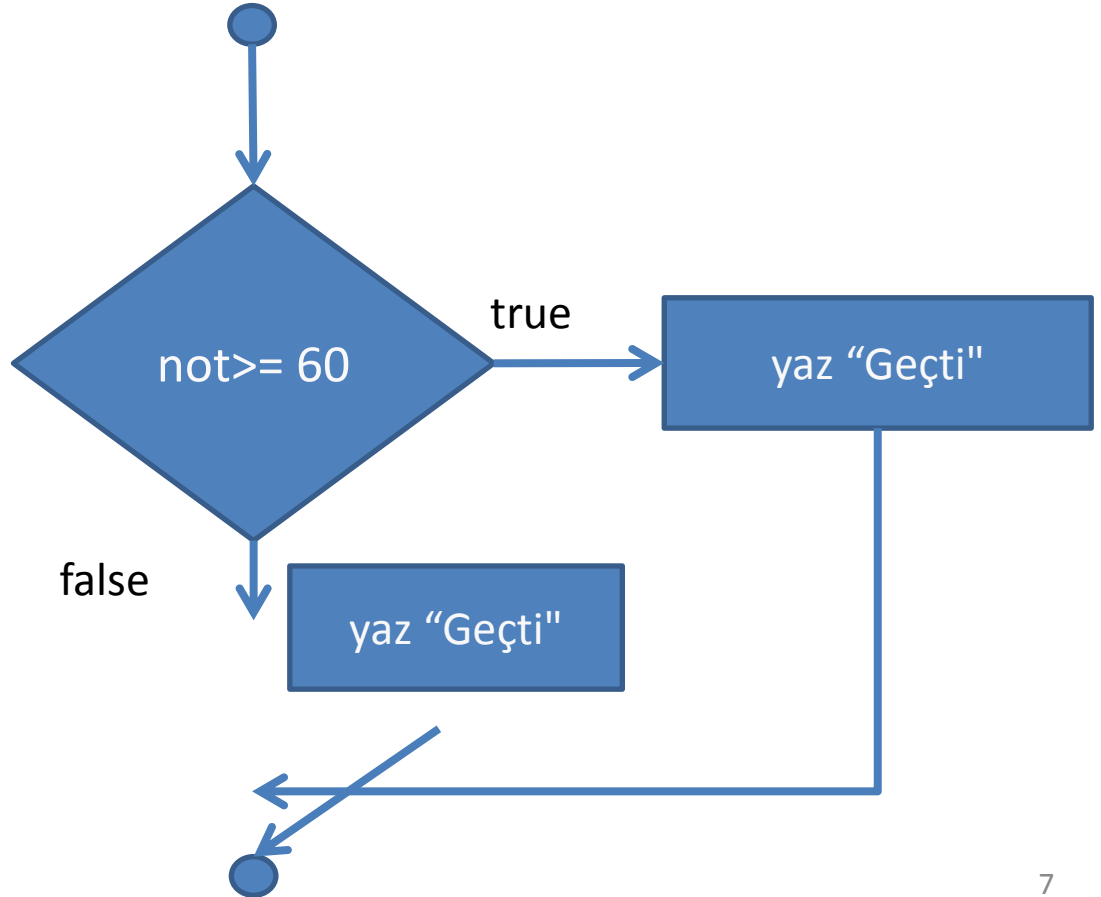 true
not>= 60
yaz “Geçti"
false
yaz “Geçti"
7